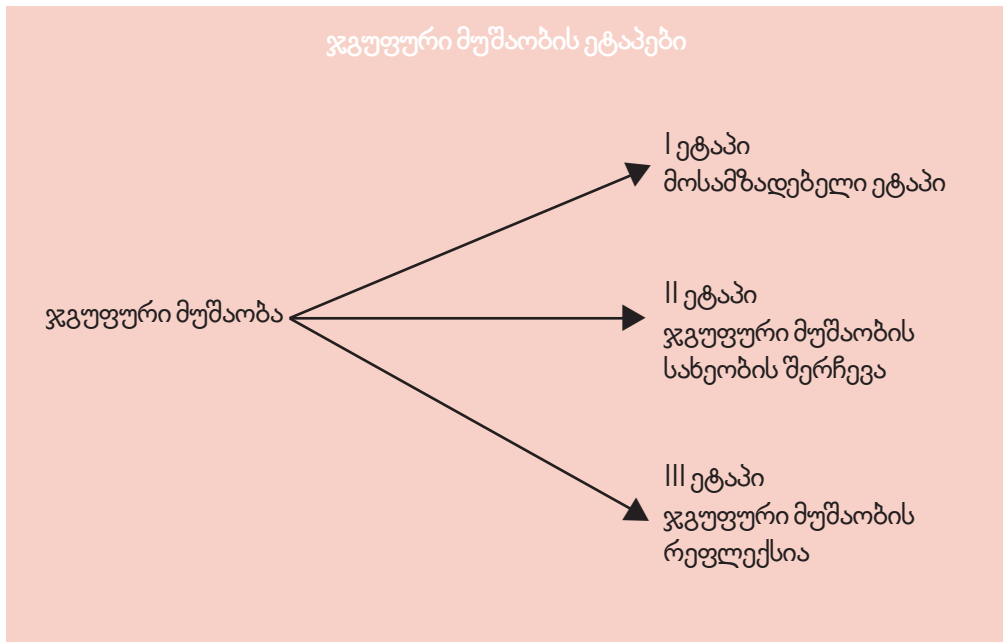 ჯგუფური მუშაობის ეტაპები
I ეტაპი
მოსამზადებელი ეტაპი
ჯგუფური მუშაობა
II ეტაპი
ჯგუფური მუშაობის
სახეობის შერჩევა
III ეტაპი
ჯგუფური მუშაობის
რეფლექსია